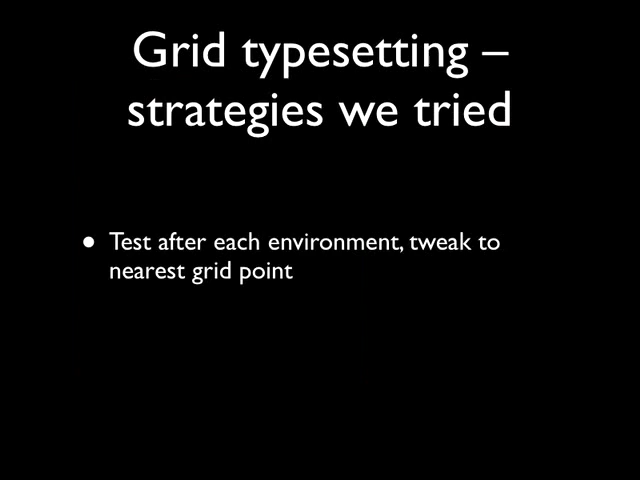 Grid typesetting –
strategies we tried
• Test after each environment, tweak to
nearest grid point